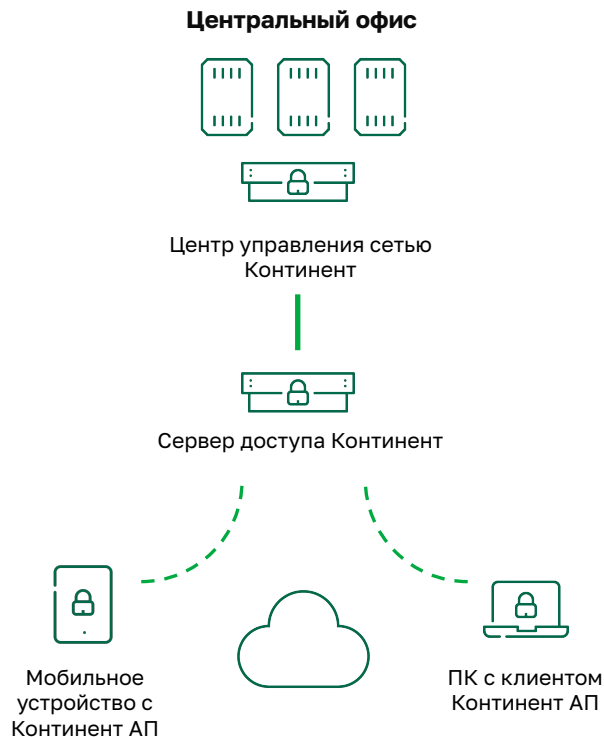 Центральный офис
Центр управления сетью
Континент
Сервер доступа Континент
Мобильное
устройство с
Континент АП
ПК с клиентом
Континент АП